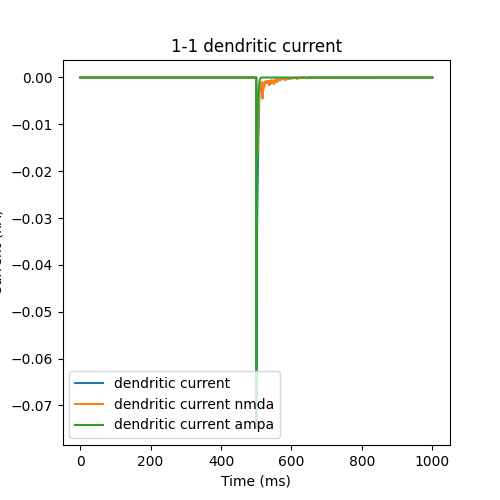 1-1 dendritic current
0.00
−0.01
−0.02
−0.03
−0.04
−0.05
−0.06
−0.07
dendritic current
dendritic current nmda
dendritic current ampa
0 200 400 600 800 1000
Time (ms)